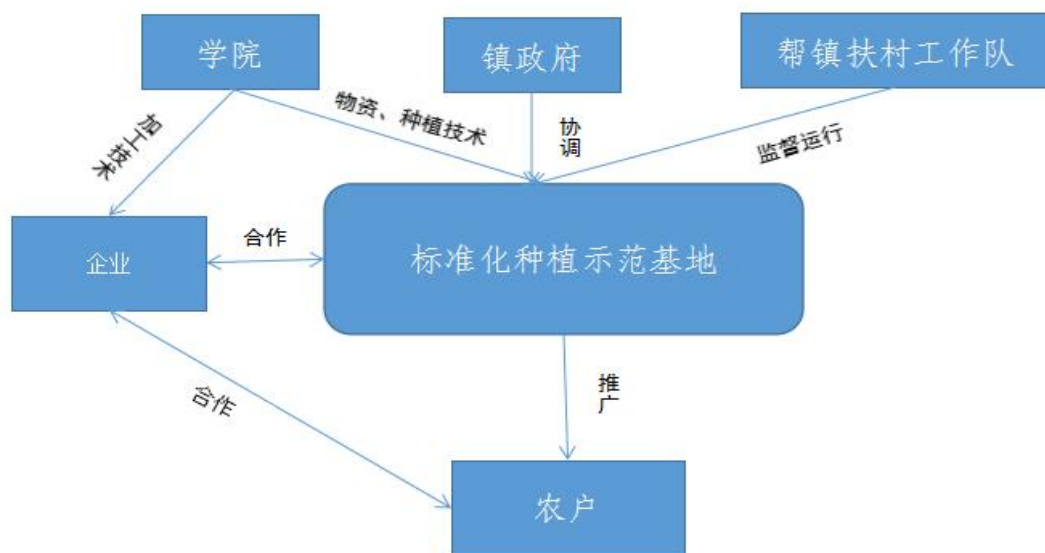 学院
镇政府
帮镇扶村工作队
加工技术
物资、种植技术
协调
监督运行
企业
合作
标准化种植示范基地
合作
推广
农户